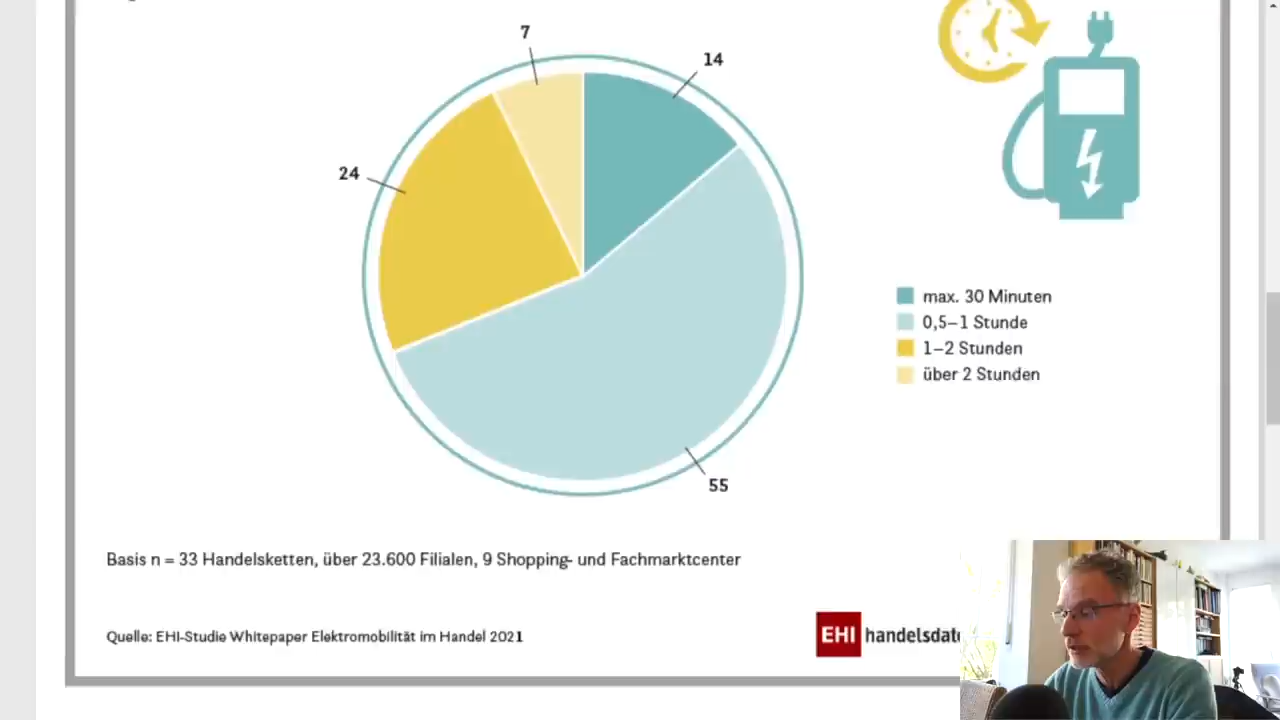 7
14
24
max. 30 Minuten
0,5–1 Stunde
1–2 Stunden
über 2 Stunden
55
Basis n = 33 Handelsketten, über 23.600 Filialen, 9 Shopping- und Fachmarktcenter
Quelle: EHI-Studie Whitepaper Elektromobilität im Handel 2021
EHI handelsdat